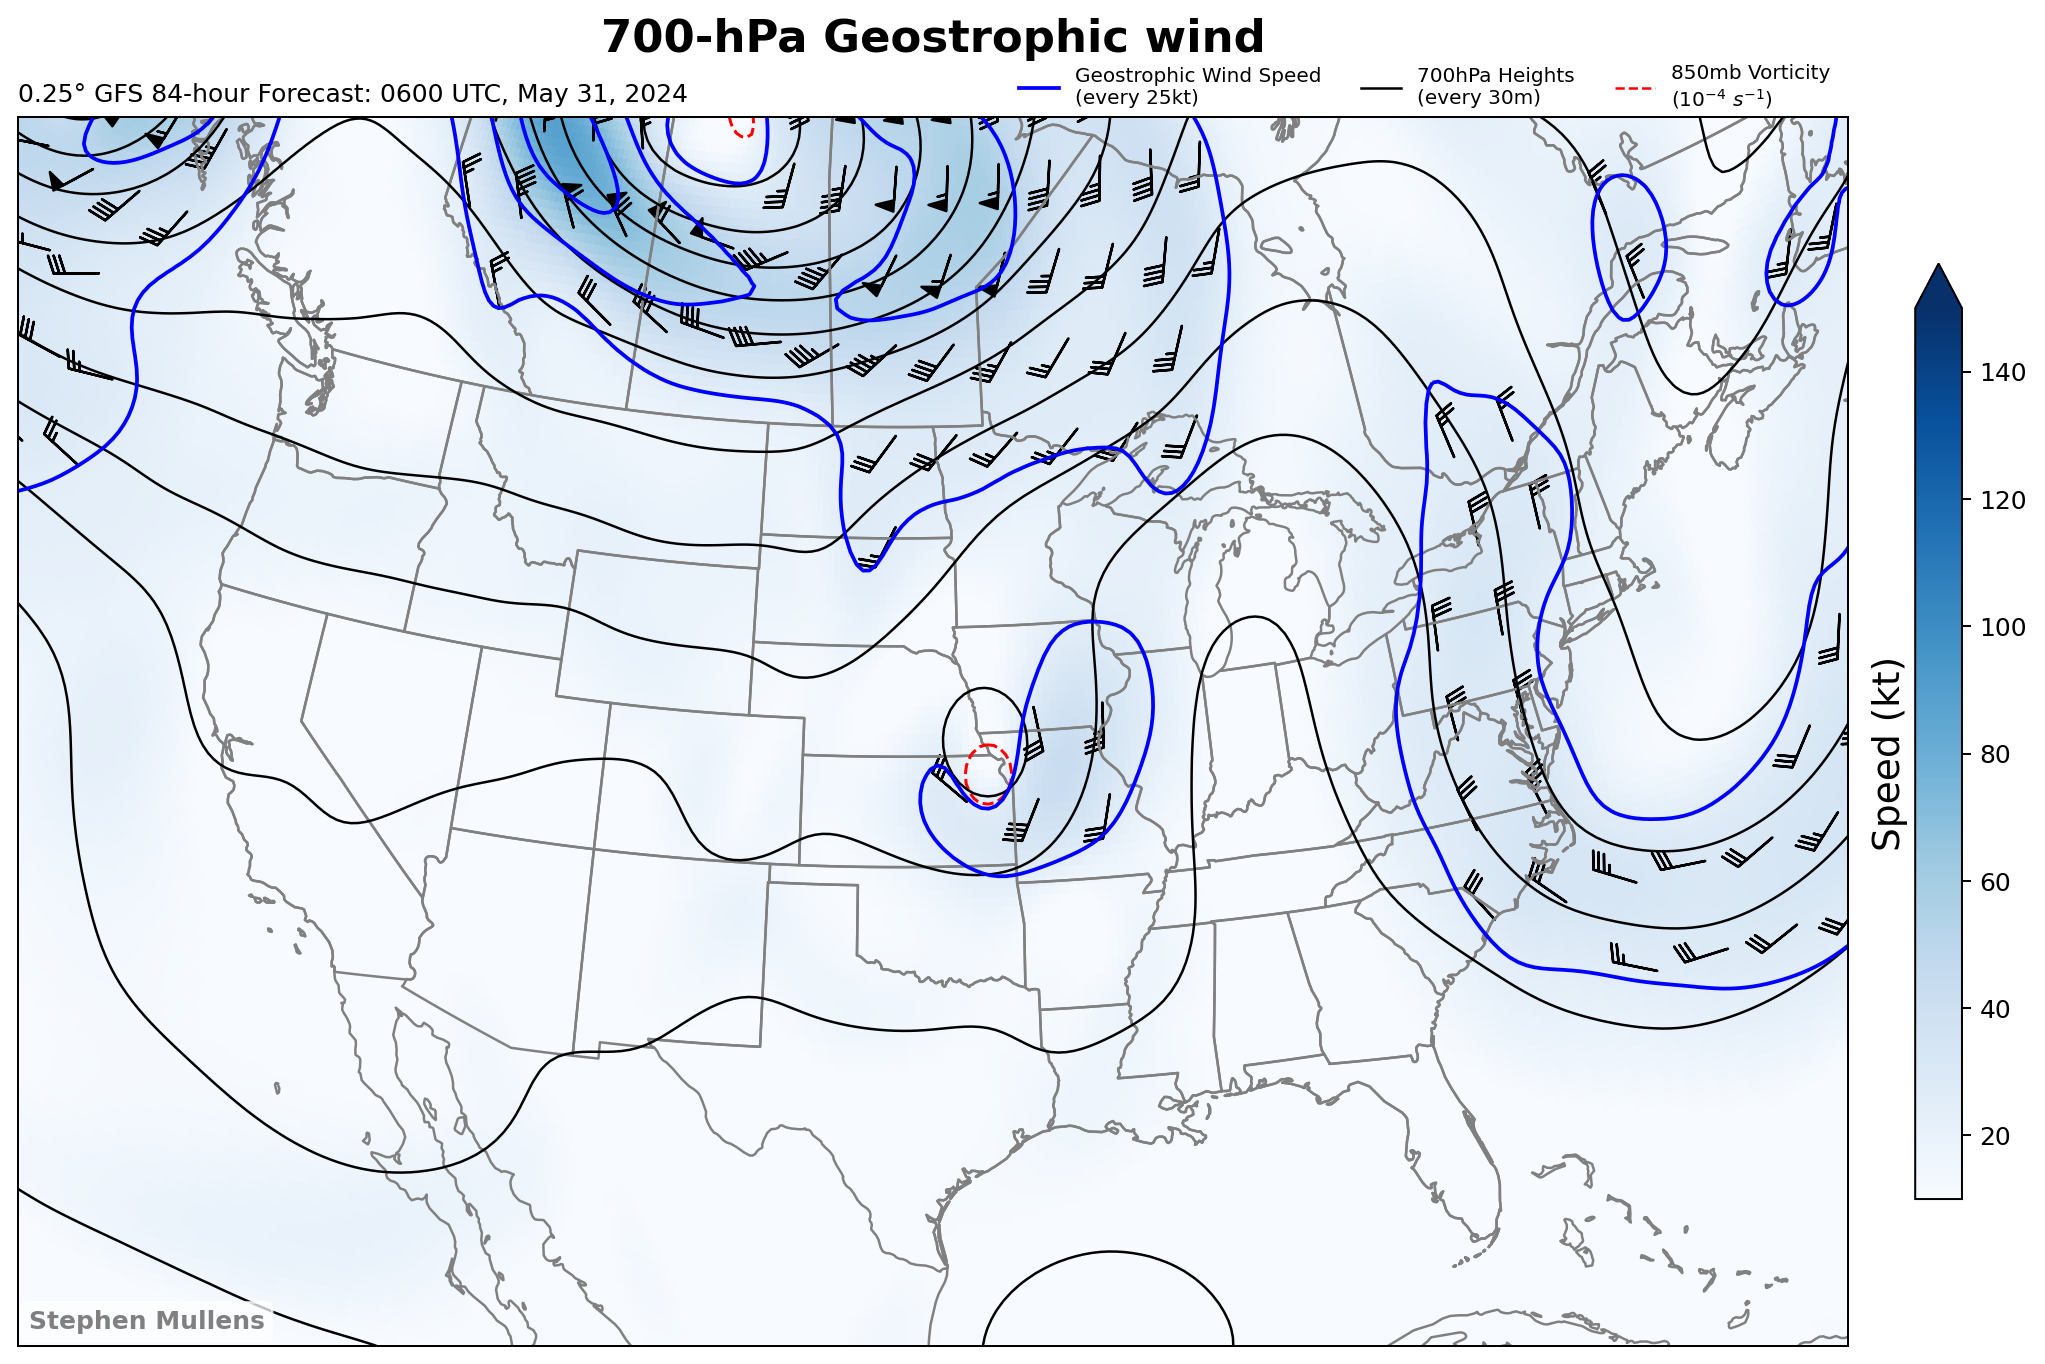 700-hPa Geostrophic wind
0.25° GFS 84-hour Forecast: 0600 UTC, May 31, 2024
Geostrophic Wind Speed
(every 25kt)
700hPa Heights
(every 30m)
850mb Vorticity
(10⁻⁴ s⁻¹)
140
120
100
80
60
40
20
Speed (kt)
Stephen Mullens